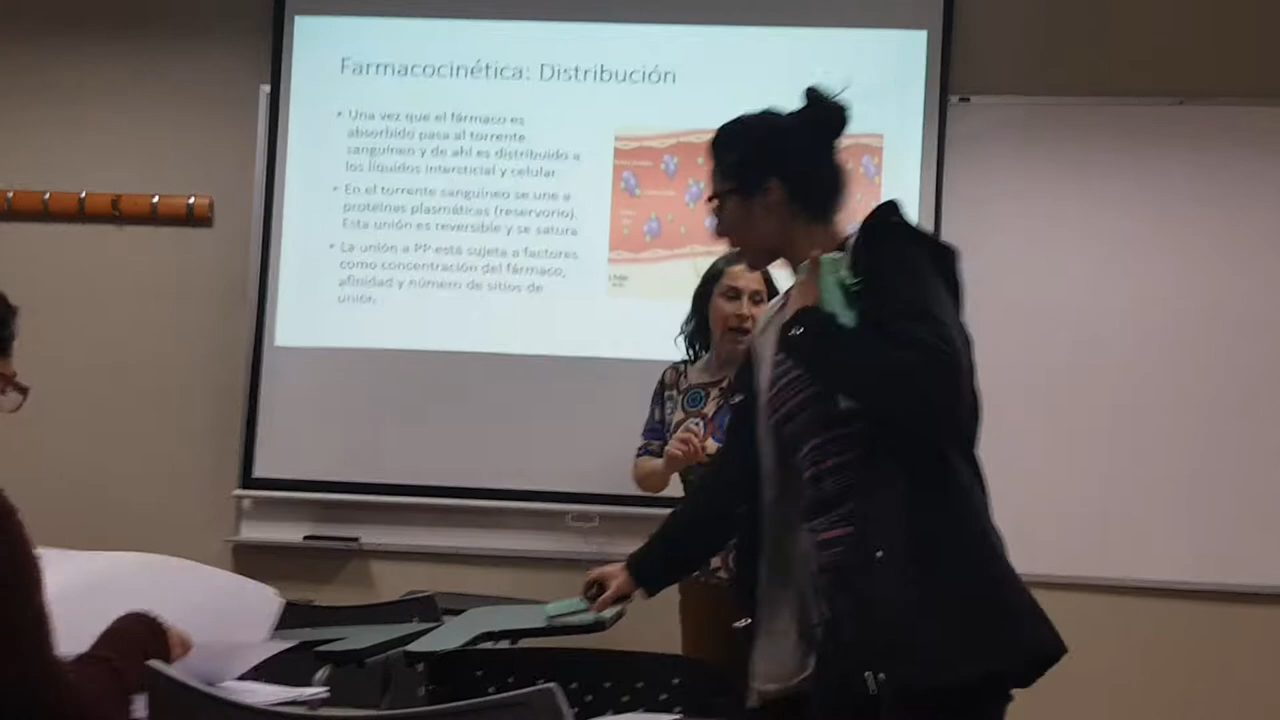 Farmacocinética: Distribución
• Una vez que el fármaco es
absorbido pasa al torrente
sanguíneo y de ahí es distribuido a
los líquidos intersticial y celular
• En el torrente sanguíneo se une a
proteínas plasmáticas (reservorio).
Esta unión es reversible y se satura
• La unión a PP está sujeta a factores
como concentración del fármaco,
afinidad y número de sitios de
unión.